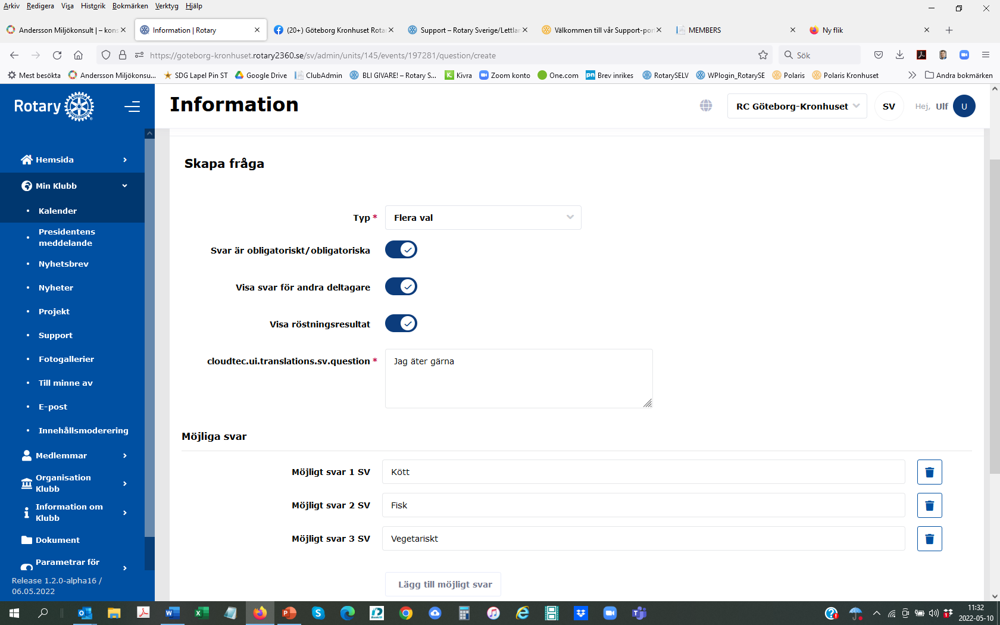 Arkiv Redigera Visa Historik Bokmärken Verktyg Hjälp
Andersson Miljökonsult | – kons
Information | Rotary
(20+) Göteborg Kronhuset Rota
Support – Rotary Sverige/Lettlan
Välkommen till vår Support-por
MEMBERS
Ny flik
https://goteborg-kronhuset.rotary2360.se/sv/admin/units/145/events/197281/question/create
Sök
Mest besökta Andersson Miljökonsu... SDG Lapel Pin ST Google Drive ClubAdmin BLI GIVARE! – Rotary S... Kivra Zoom konto One.com Brev inrikes RotarySELV WPlogin_RotarySE Polaris Polaris Kronhuset Andra bokmärken
Rotary
Information
RC Göteborg-Kronhuset
SV
Hej, Ulf
U
Hemsida
Min Klubb
Kalender
Presidentens
meddelande
Nyhetsbrev
Nyheter
Projekt
Support
Fotogallerier
Till minne av
E-post
Innehållsmoderering
Medlemmar
Organisation
Klubb
Information om
Klubb
Dokument
Parametrar för
Release 1.2.0-alpha16 /
06.05.2022
Skapa fråga
Typ * Flera val
Svar är obligatoriskt/obligatoriska
Visa svar för andra deltagare
Visa röstningsresultat
cloudtec.ui.translations.sv.question * Jag äter gärna
Möjliga svar
Möjligt svar 1 SV Kött
Möjligt svar 2 SV Fisk
Möjligt svar 3 SV Vegetariskt
Lägg till möjligt svar
11:32
2022-05-10